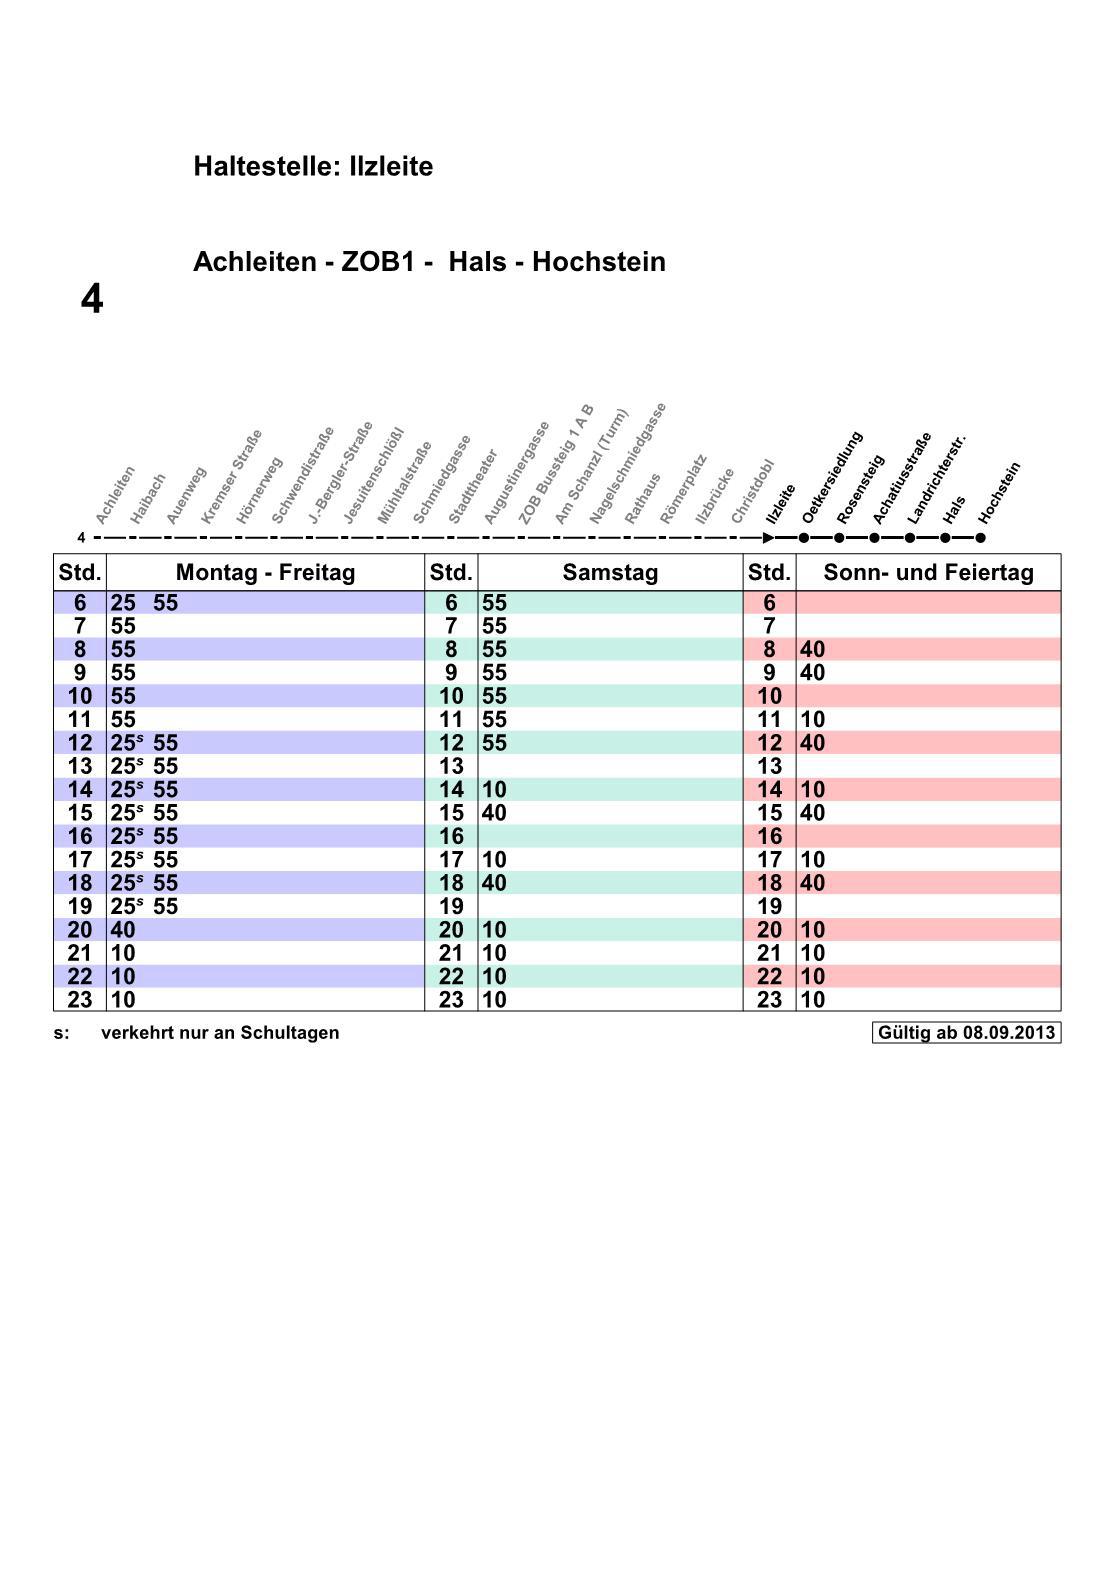 Haltestelle: Ilzleite
Achleiten - ZOB1 -  Hals - Hochstein
4
Achleiten
Haibach
Auenweg
Kremser Straße
Hörnerweg
Schwendistraße
J.-Bergler-Straße
Jesuitenschlößl
Mühltalstraße
Schmiedgasse
Stadttheater
Augustinergasse
ZOB Bussteig 1 A B
Am Schanzl (Turm)
Nagelschmiedgasse
Rathaus
Römerplatz
Ilzbrücke
Christdobl
Ilzleite
Oetkersiedlung
Rosensteig
Achatiusstraße
Landrichterstr.
Hals
Hochstein
4
Std. Montag - Freitag Std. Samstag Std. Sonn- und Feiertag
6 25 55 6 55 6
7 55 7 55 7
8 55 8 55 8 40
9 55 9 55 9 40
10 55 10 55 10
11 55 11 55 11 10
12 25s 55 12 55 12 40
13 25s 55 13 13
14 25s 55 14 10 14 10
15 25s 55 15 40 15 40
16 25s 55 16 16
17 25s 55 17 10 17 10
18 25s 55 18 40 18 40
19 25s 55 19 19
20 40 20 10 20 10
21 10 21 10 21 10
22 10 22 10 22 10
23 10 23 10 23 10
s: verkehrt nur an Schultagen Gültig ab 08.09.2013